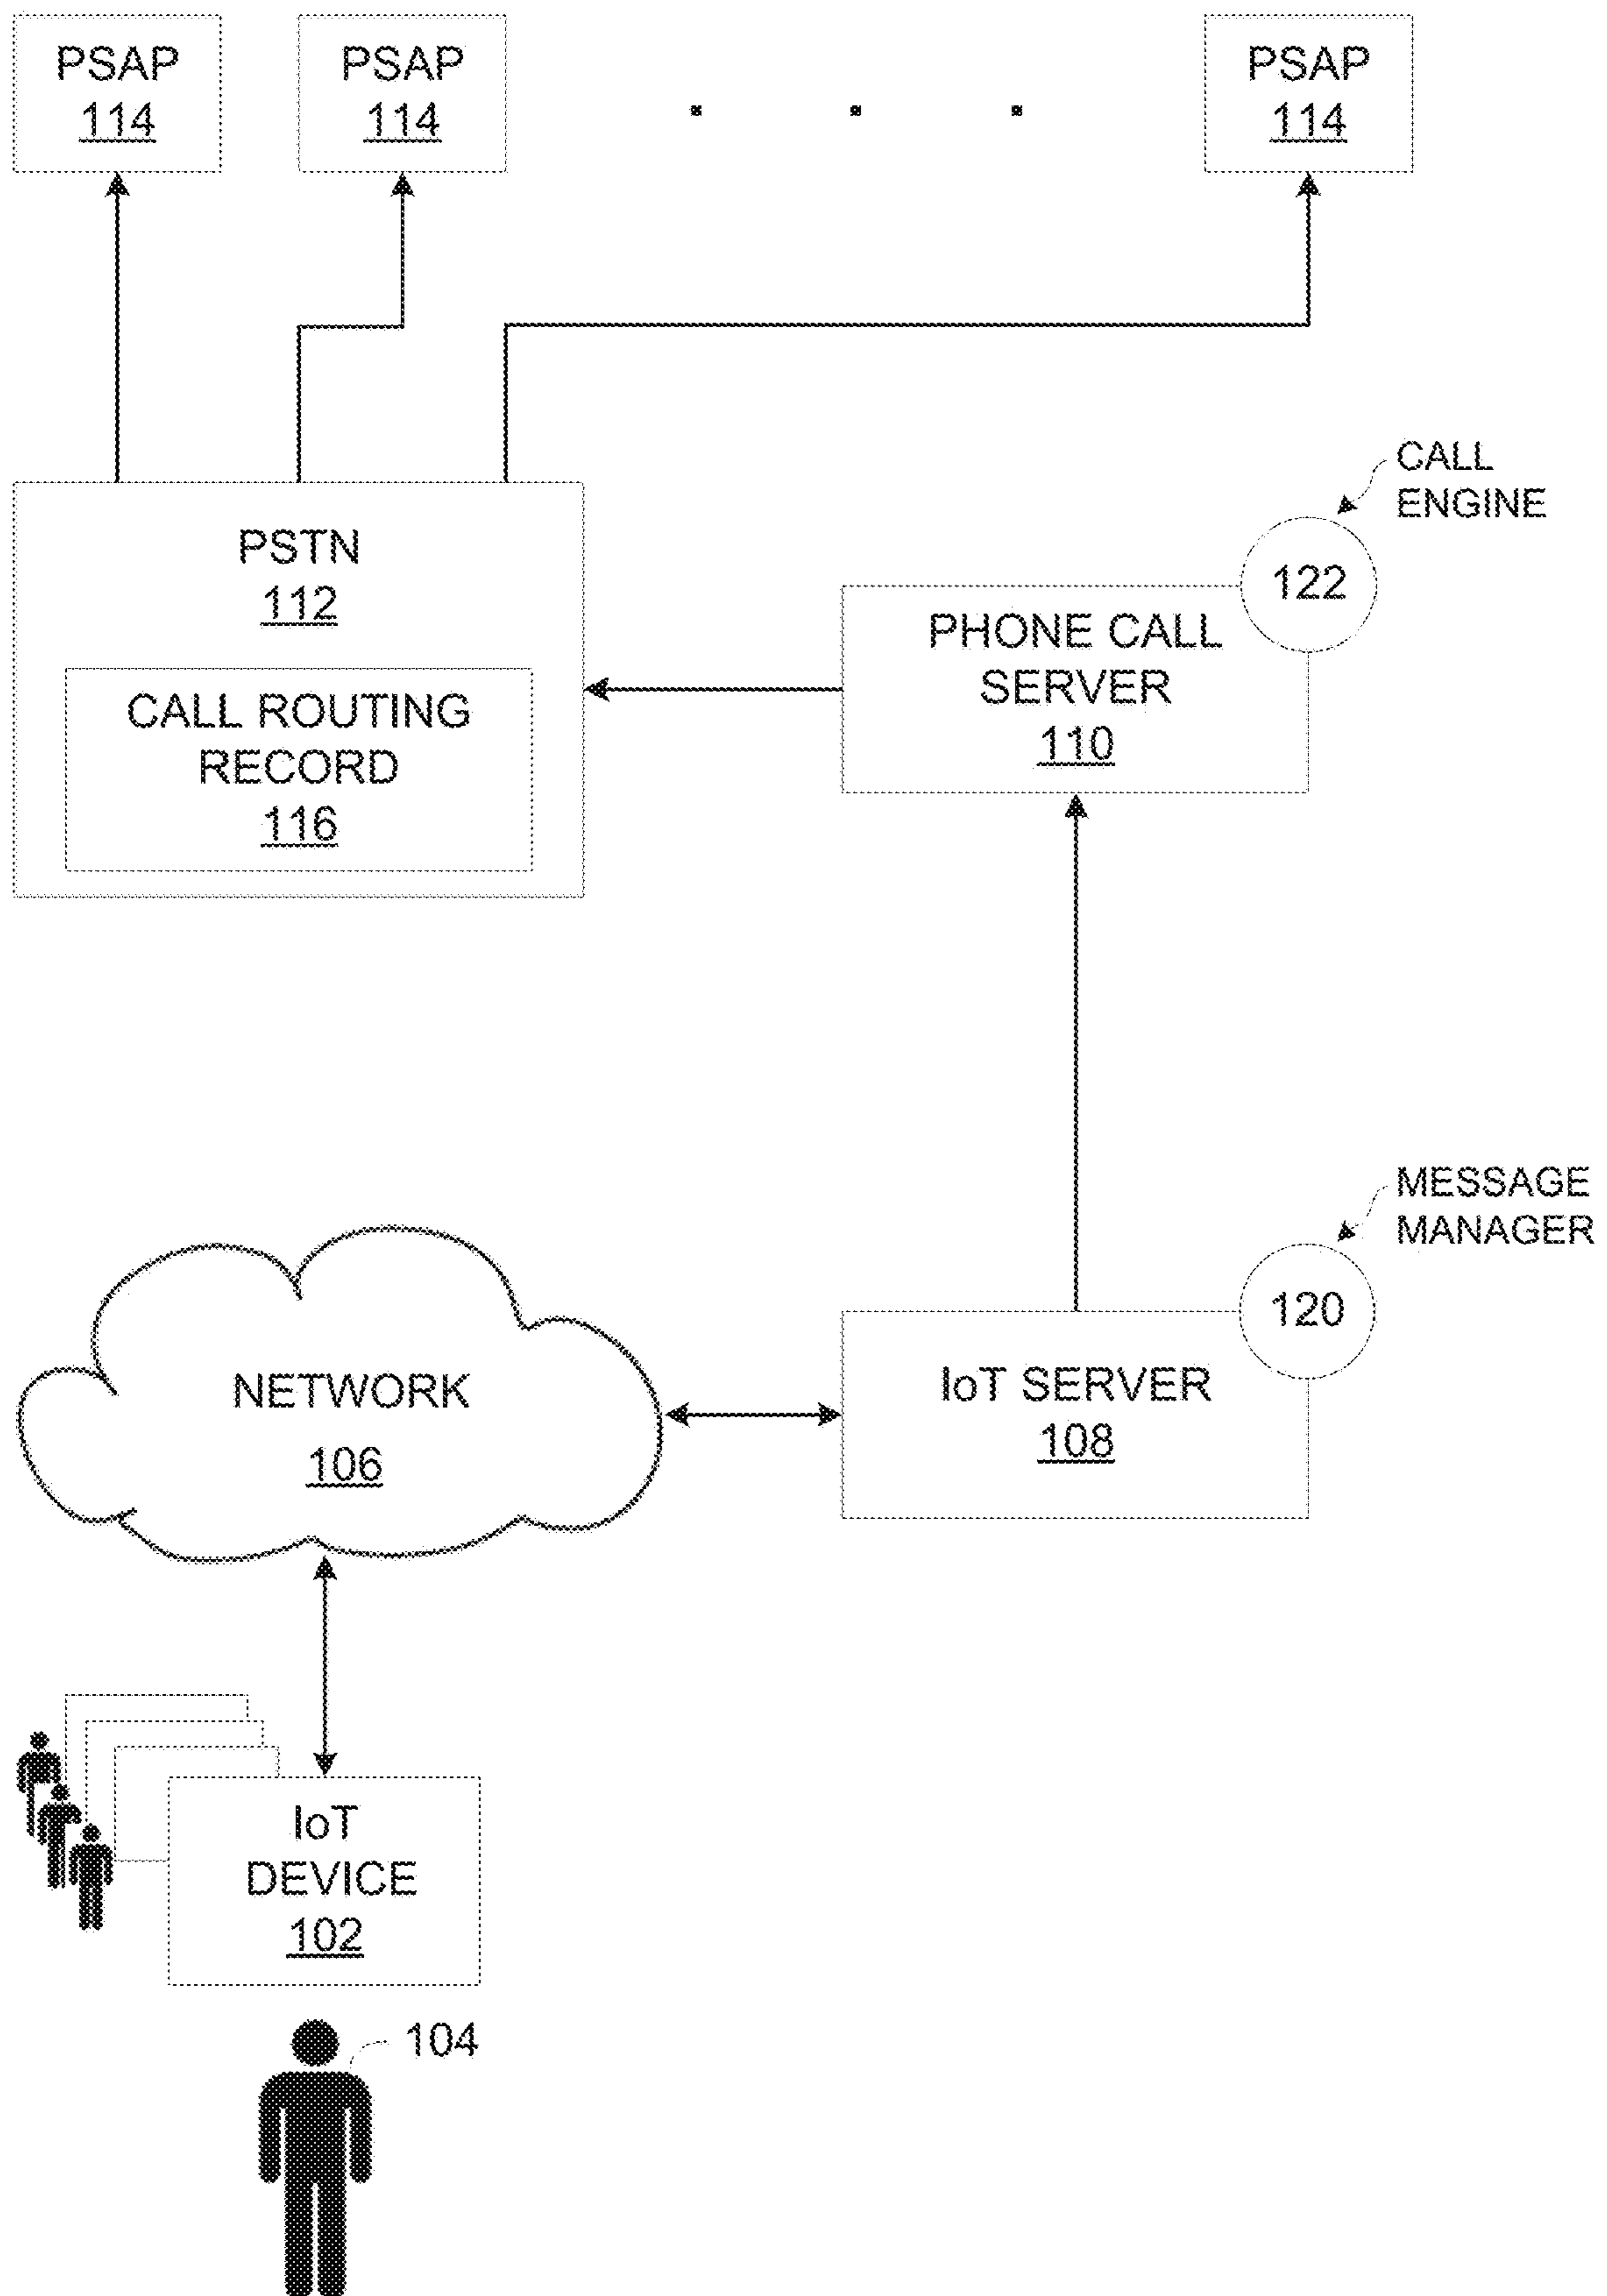 PSAP
114
PSAP
114
PSAP
114
CALL
ENGINE
122
PSTN
112
PHONE CALL
SERVER
110
CALL ROUTING
RECORD
116
MESSAGE
MANAGER
120
IoT SERVER
108
NETWORK
106
IoT
DEVICE
102
104